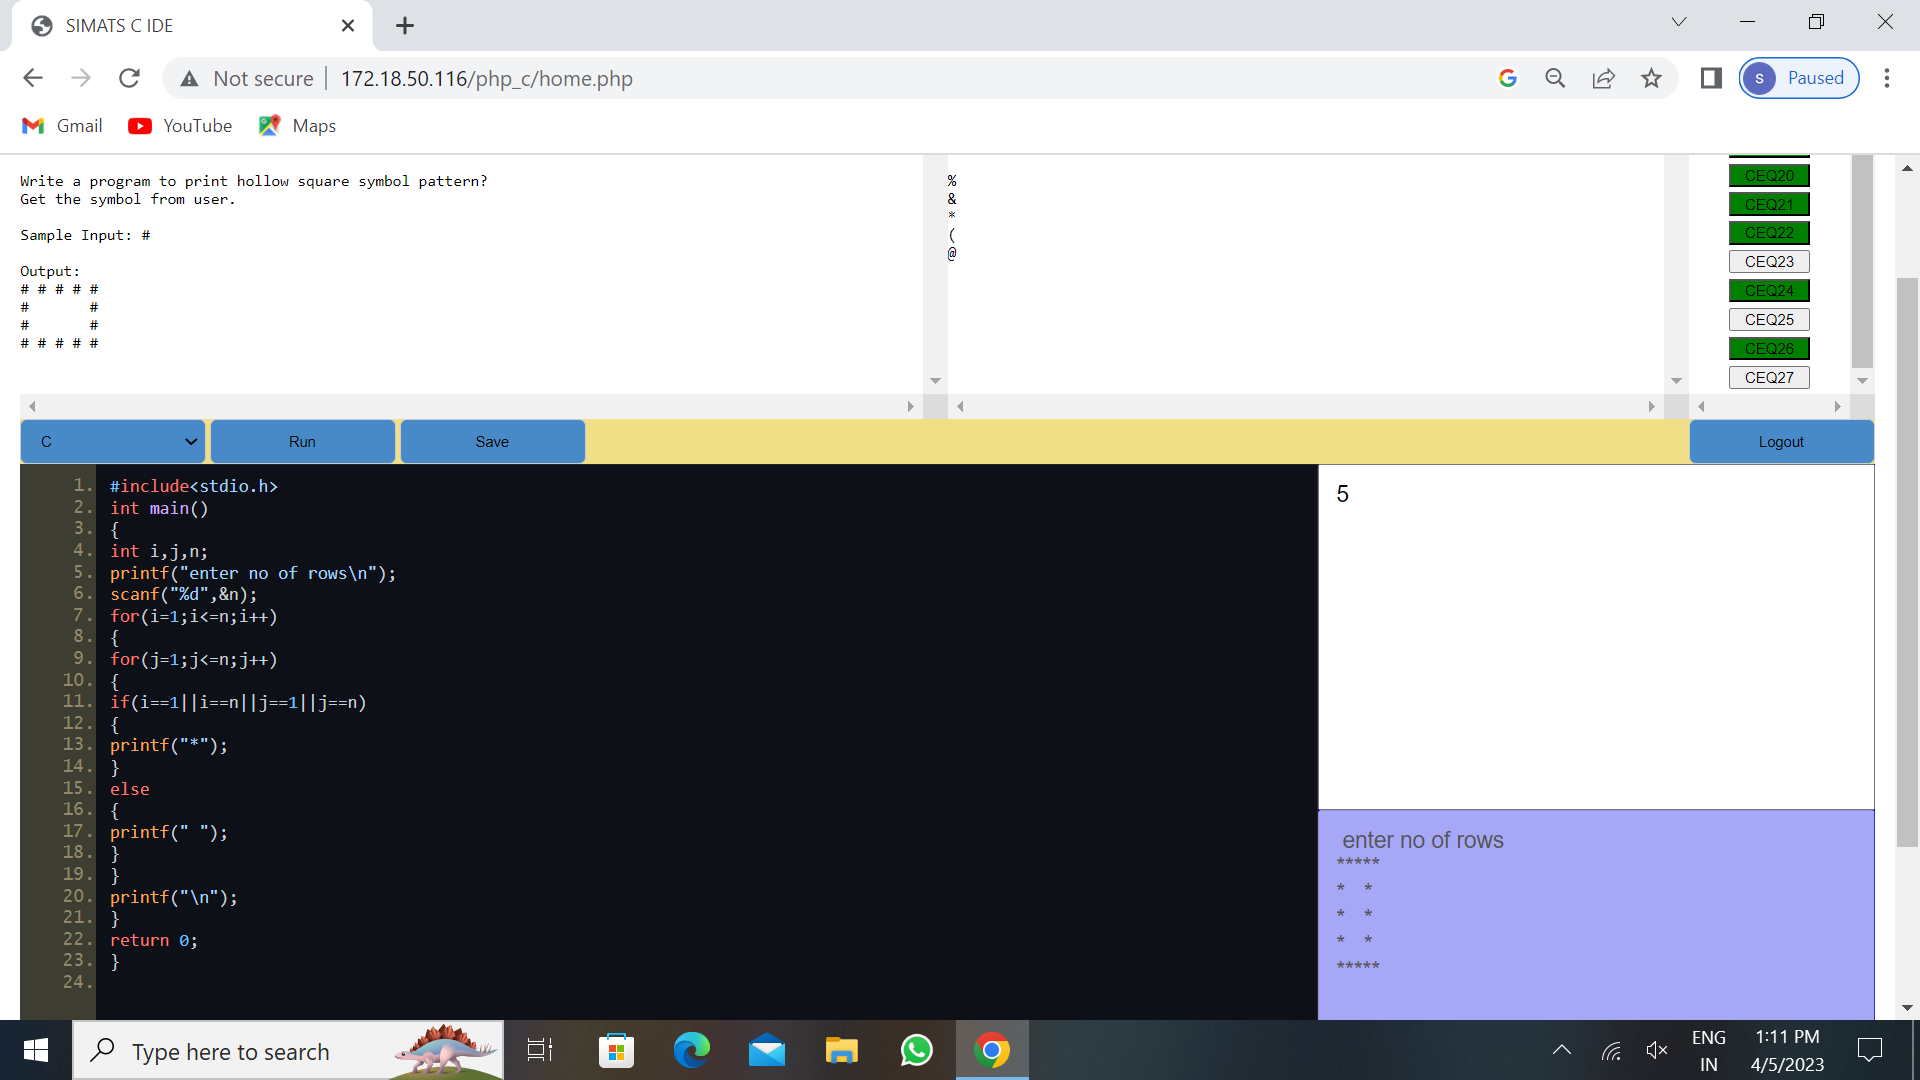 SIMATS C IDE
Not secure
172.18.50.116/php_c/home.php
Paused
S
Gmail
YouTube
Maps
Write a program to print hollow square symbol pattern?
Get the symbol from user.
Sample Input: #
Output:
# # # # #
#       #
#       #
# # # # #
%
&
*
(
@
CEQ20
CEQ21
CEQ22
CEQ23
CEQ24
CEQ25
CEQ26
CEQ27
C
Run
Save
Logout
1. #include<stdio.h>
2. int main()
3. {
4. int i,j,n;
5. printf("enter no of rows\n");
6. scanf("%d",&n);
7. for(i=1;i<=n;i++)
8. {
9. for(j=1;j<=n;j++)
10. {
11. if(i==1||i==n||j==1||j==n)
12. {
13. printf("*");
14. }
15. else
16. {
17. printf(" ");
18. }
19. }
20. printf("\n");
21. }
22. return 0;
23. }
24.
5
enter no of rows
*****
*   *
*   *
*   *
*****
Type here to search
ENG
IN
1:11 PM
4/5/2023